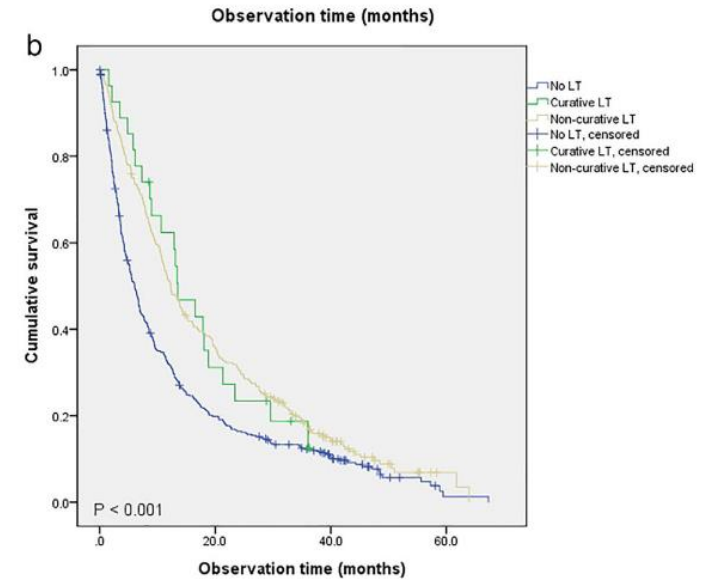 Observation time (months)
b
No LT
Curative LT
Non-curative LT
No LT, censored
Curative LT, censored
Non-curative LT, censored
Cumulative survival
1.0
0.8
0.6
0.4
0.2
0.0
P < 0.001
.0 20.0 40.0 60.0
Observation time (months)